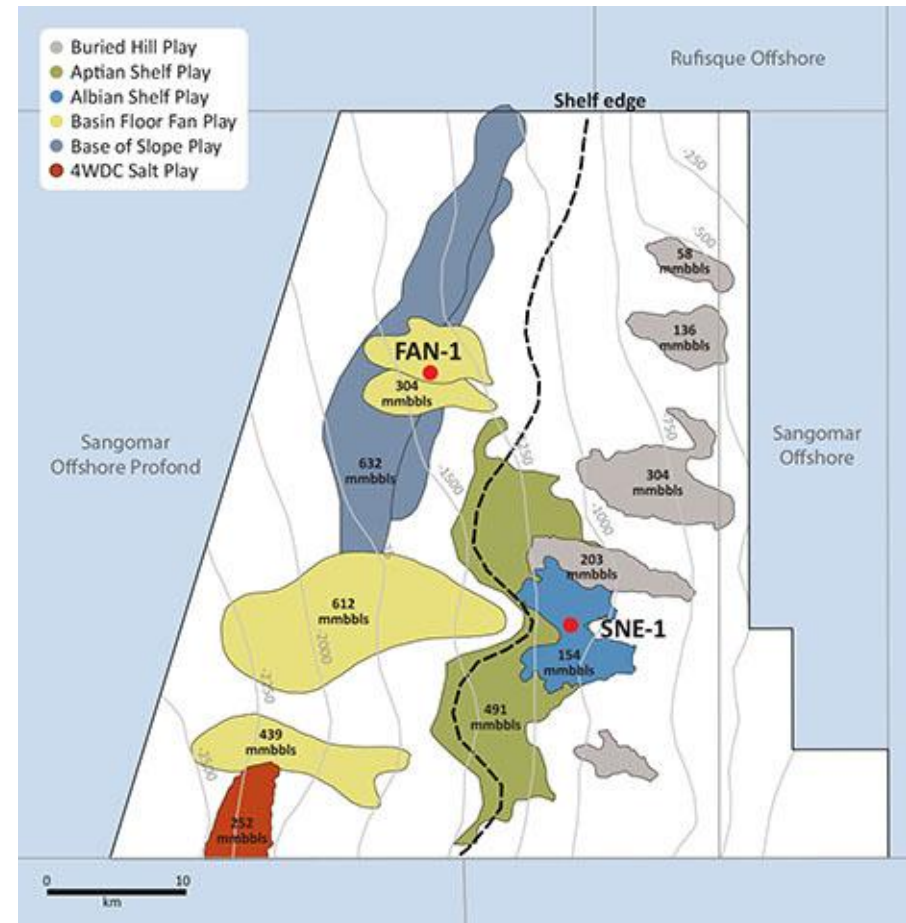 Buried Hill Play
Aptian Shelf Play
Albian Shelf Play
Basin Floor Fan Play
Base of Slope Play
4WDC Salt Play
Rufisque Offshore
Shelf edge
-250
-500
58
mmbbls
136
mmbbls
FAN-1
304
mmbbls
Sangomar
Offshore Profond
Sangomar
Offshore
632
mmbbls
-1500
-750
304
mmbbls
-1000
203
mmbbls
612
mmbbls
SNE-1
154
mmbbls
-2000
491
mmbbls
439
mmbbls
252
mmbbls
0
10
km